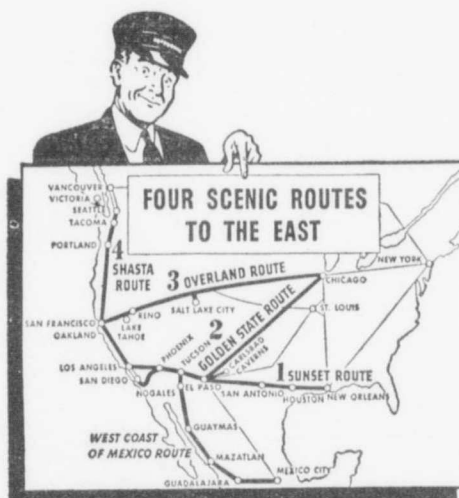 FOUR SCENIC ROUTES
TO THE EAST
VANCOUVER
VICTORIA
SEATTLE
TACOMA
PORTLAND
4
SHASTA
ROUTE
3 OVERLAND ROUTE
NEW YORK
CHICAGO
SALT LAKE CITY
RENO
LAKE
TAHOE
SAN FRANCISCO
OAKLAND
2
GOLDEN STATE ROUTE
ST. LOUIS
PHOENIX
TUCSON
CARLSBAD
CAVERNS
LOS ANGELES
SAN DIEGO
1 SUNSET ROUTE
NOGALES
EL PASO
SAN ANTONIO
HOUSTON
NEW ORLEANS
GUAYMAS
WEST COAST
OF MEXICO ROUTE
MAZATLAN
MEXICO CITY
GUADALAJARA